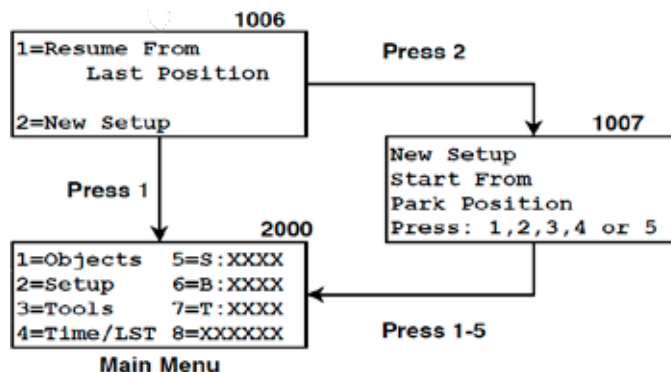 1006
1=Resume From
Last Position
2=New Setup
Press 2
1007
New Setup
Start From
Park Position
Press: 1,2,3,4 or 5
Press 1
2000
1=Objects 5=S:XXXX
2=Setup 6=B:XXXX
3=Tools 7=T:XXXX
4=Time/LST 8=XXXXXX
Main Menu
Press 1-5